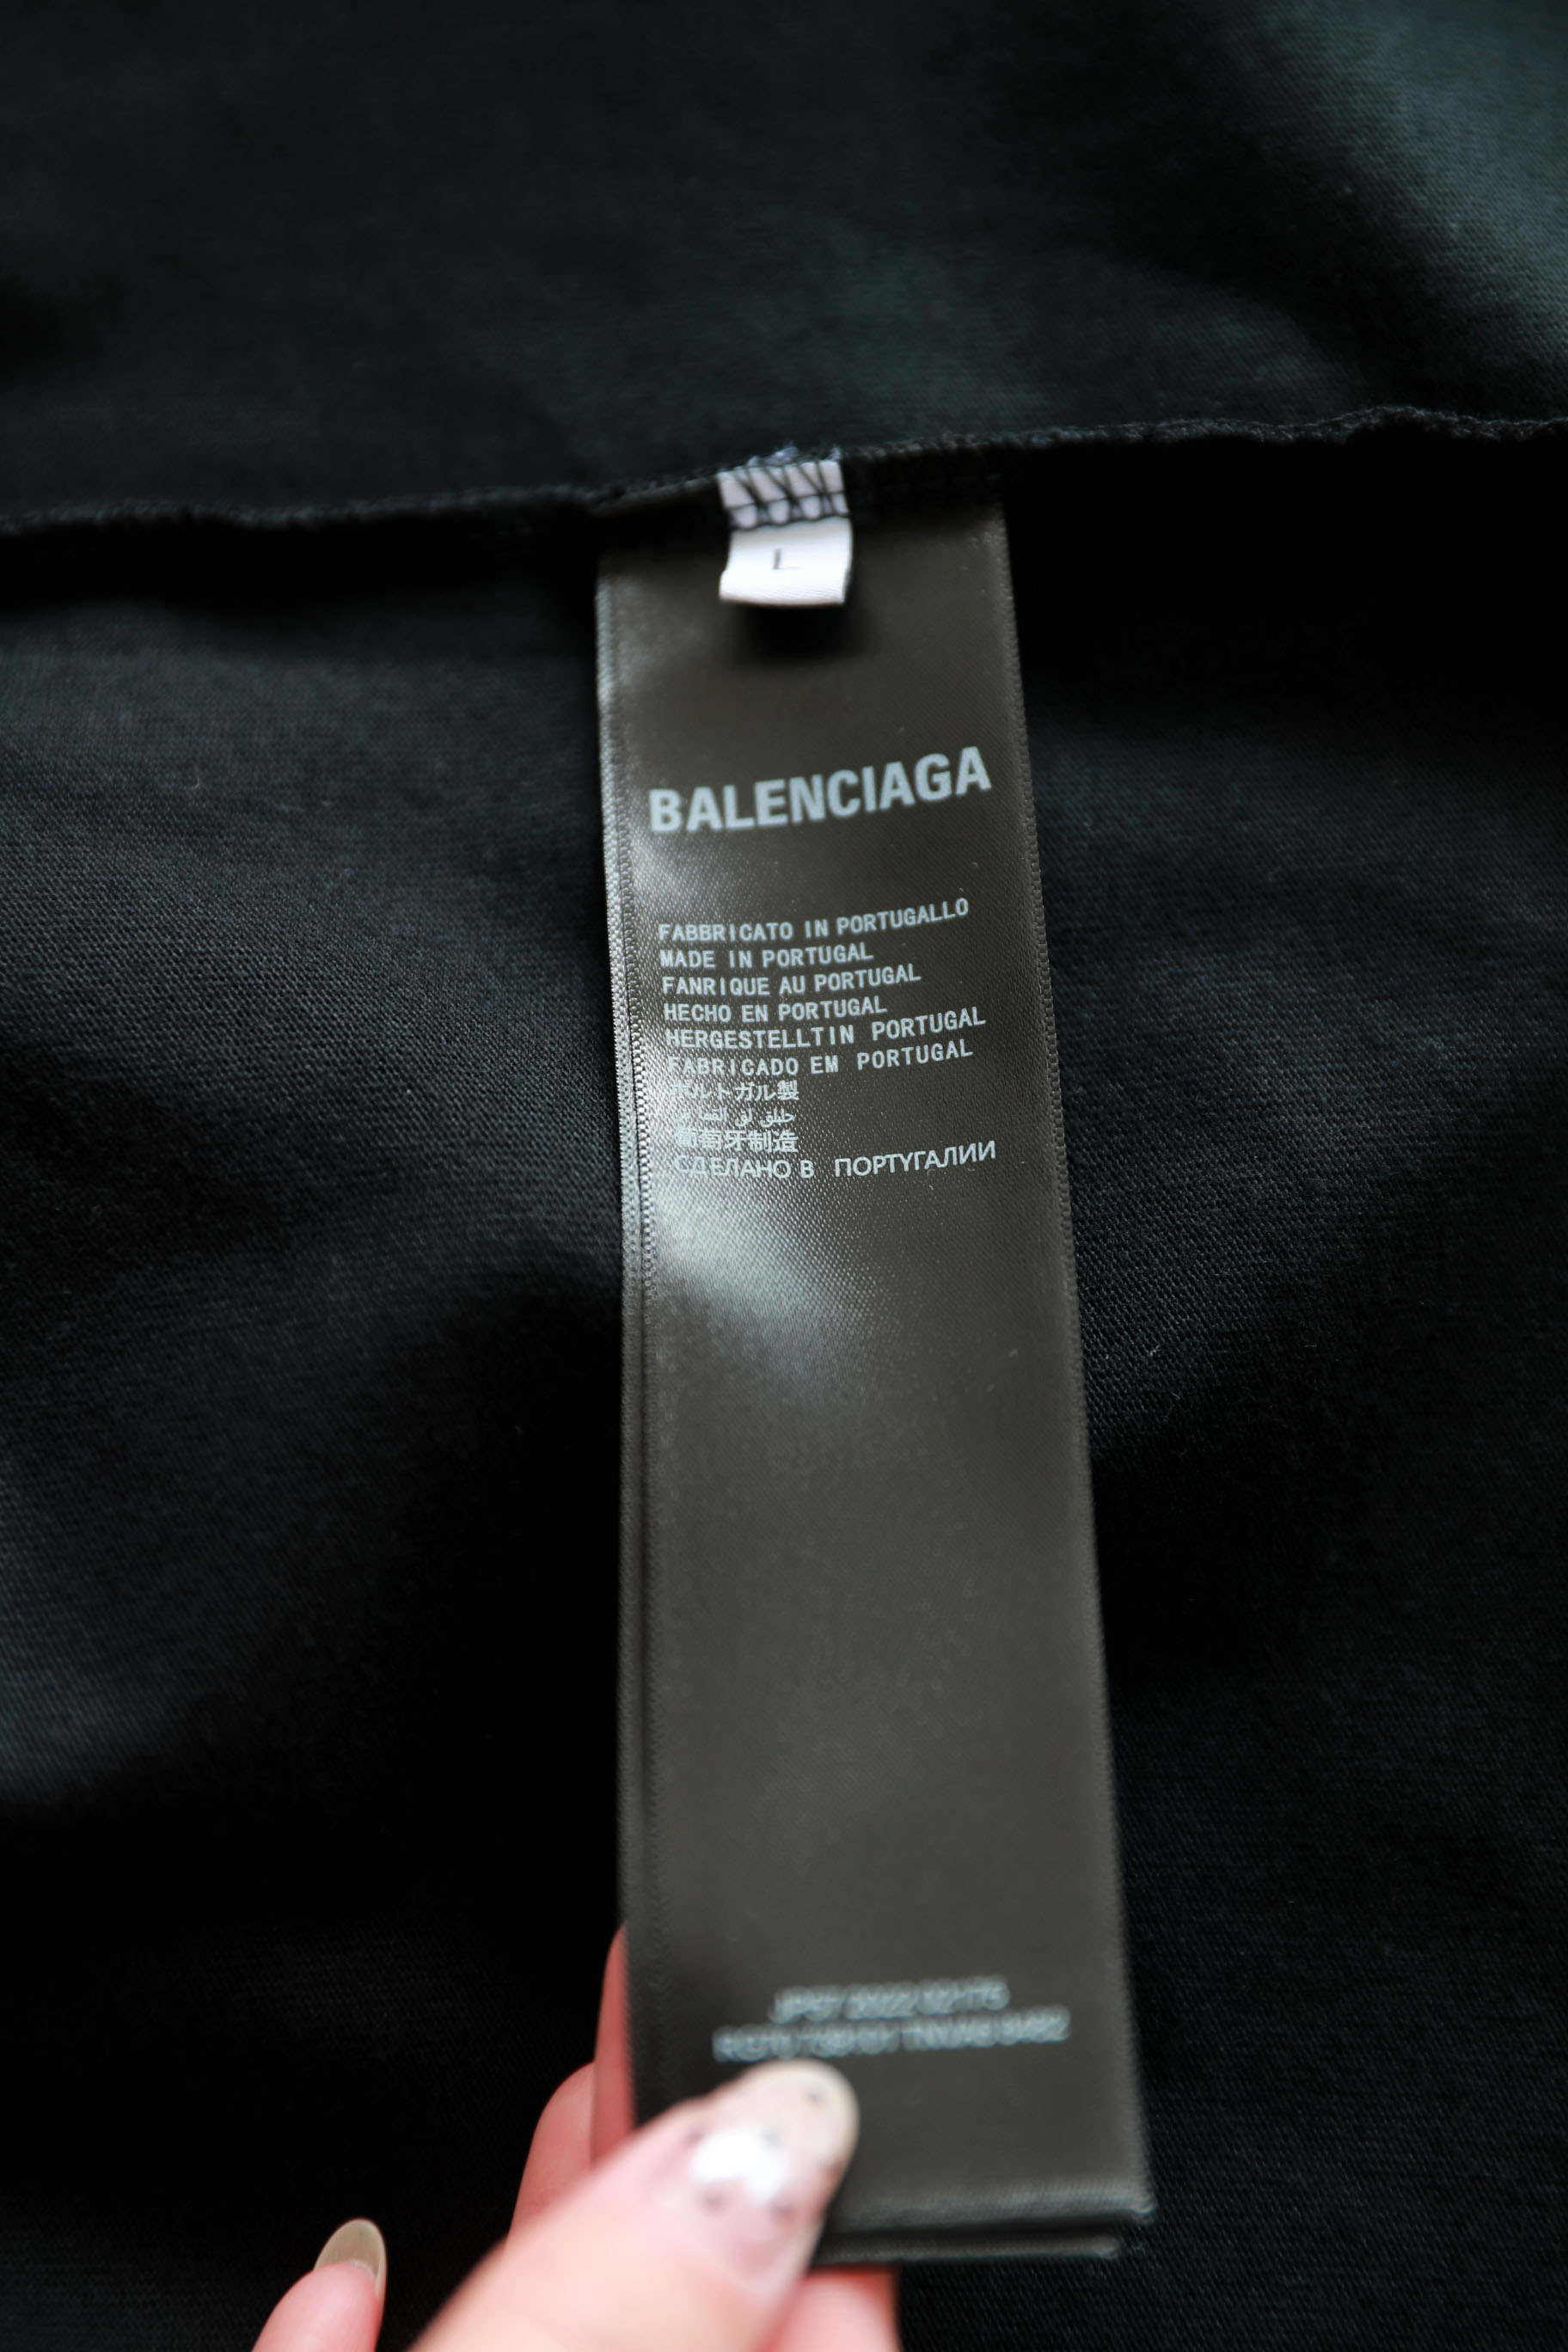 L
BALENCIAGA
FABBRICATO IN PORTUGALLO
MADE IN PORTUGAL
FANRIQUE AU PORTUGAL
HECHO EN PORTUGAL
HERGESTELLTIN PORTUGAL
FABRICADO EM PORTUGAL
ポルトガル製
葡萄牙制造
СДЕЛАНО В ПОРТУГАЛИИ